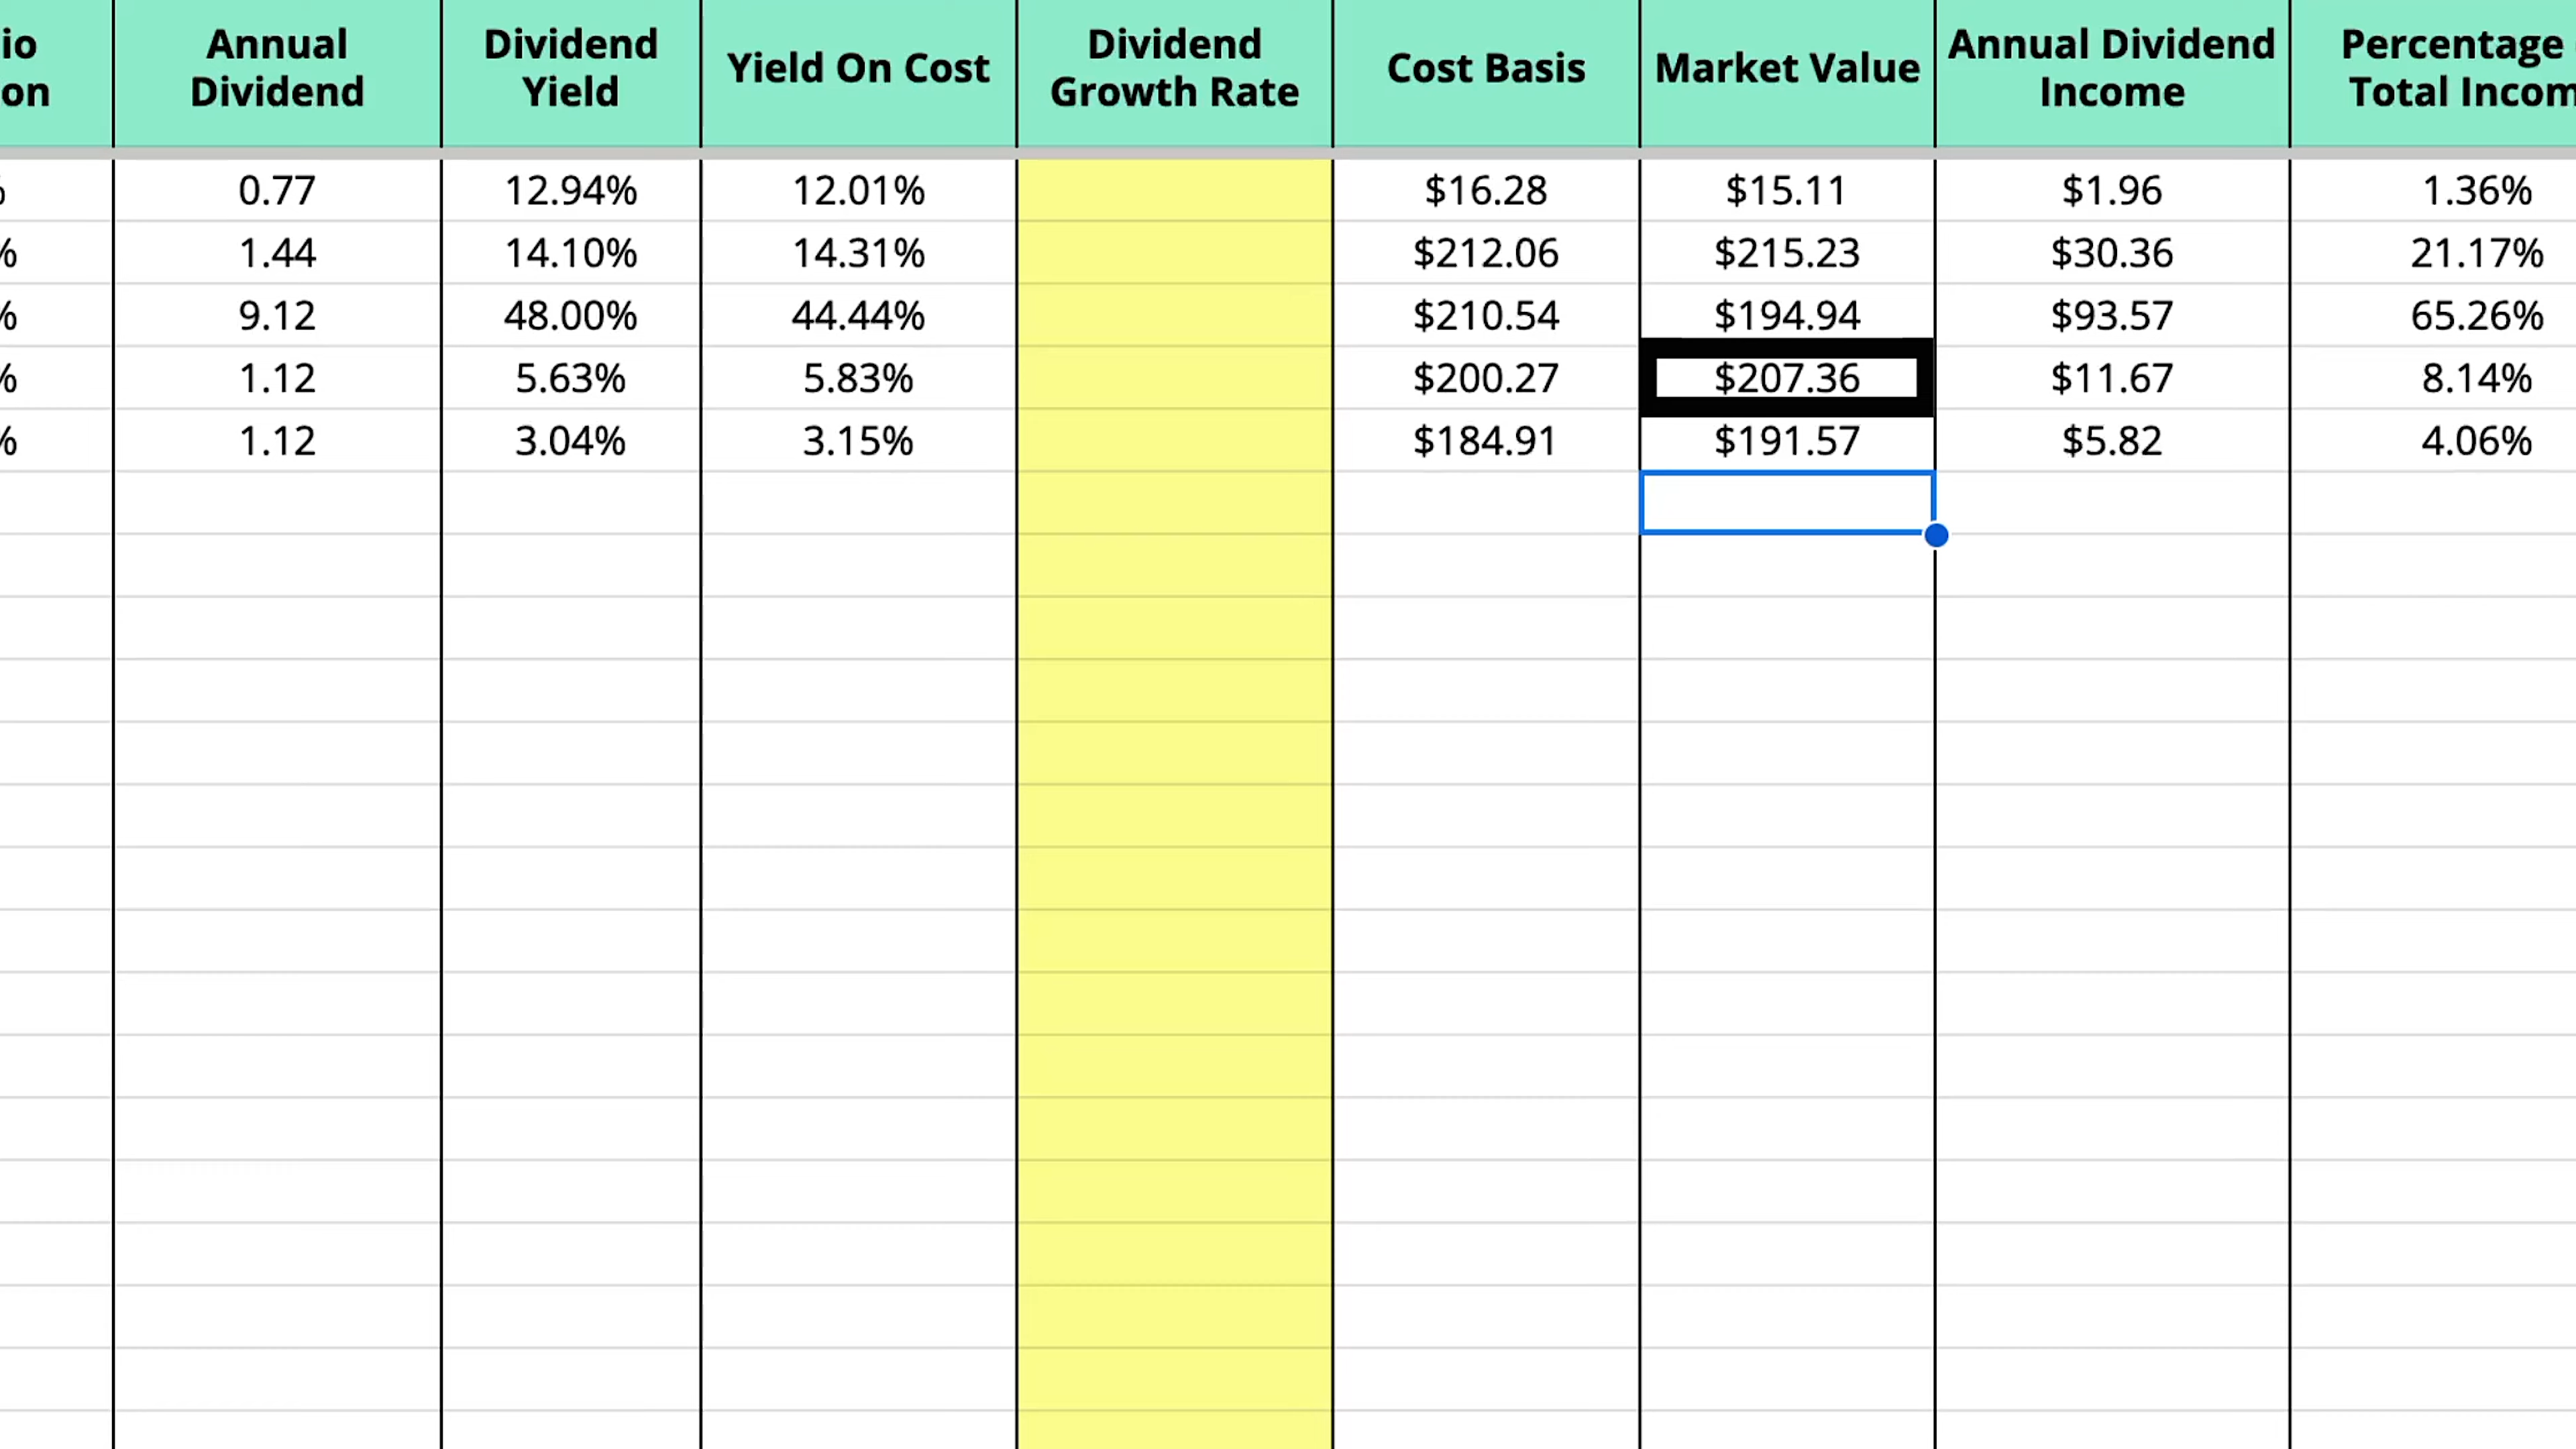 io
on
Annual
Dividend
Dividend
Yield
Yield On Cost
Dividend
Growth Rate
Cost Basis
Market Value
Annual Dividend
Income
Percentage
Total Incom
% 0.77 12.94% 12.01% $16.28 $15.11 $1.96 1.36%
% 1.44 14.10% 14.31% $212.06 $215.23 $30.36 21.17%
% 9.12 48.00% 44.44% $210.54 $194.94 $93.57 65.26%
% 1.12 5.63% 5.83% $200.27 $207.36 $11.67 8.14%
% 1.12 3.04% 3.15% $184.91 $191.57 $5.82 4.06%